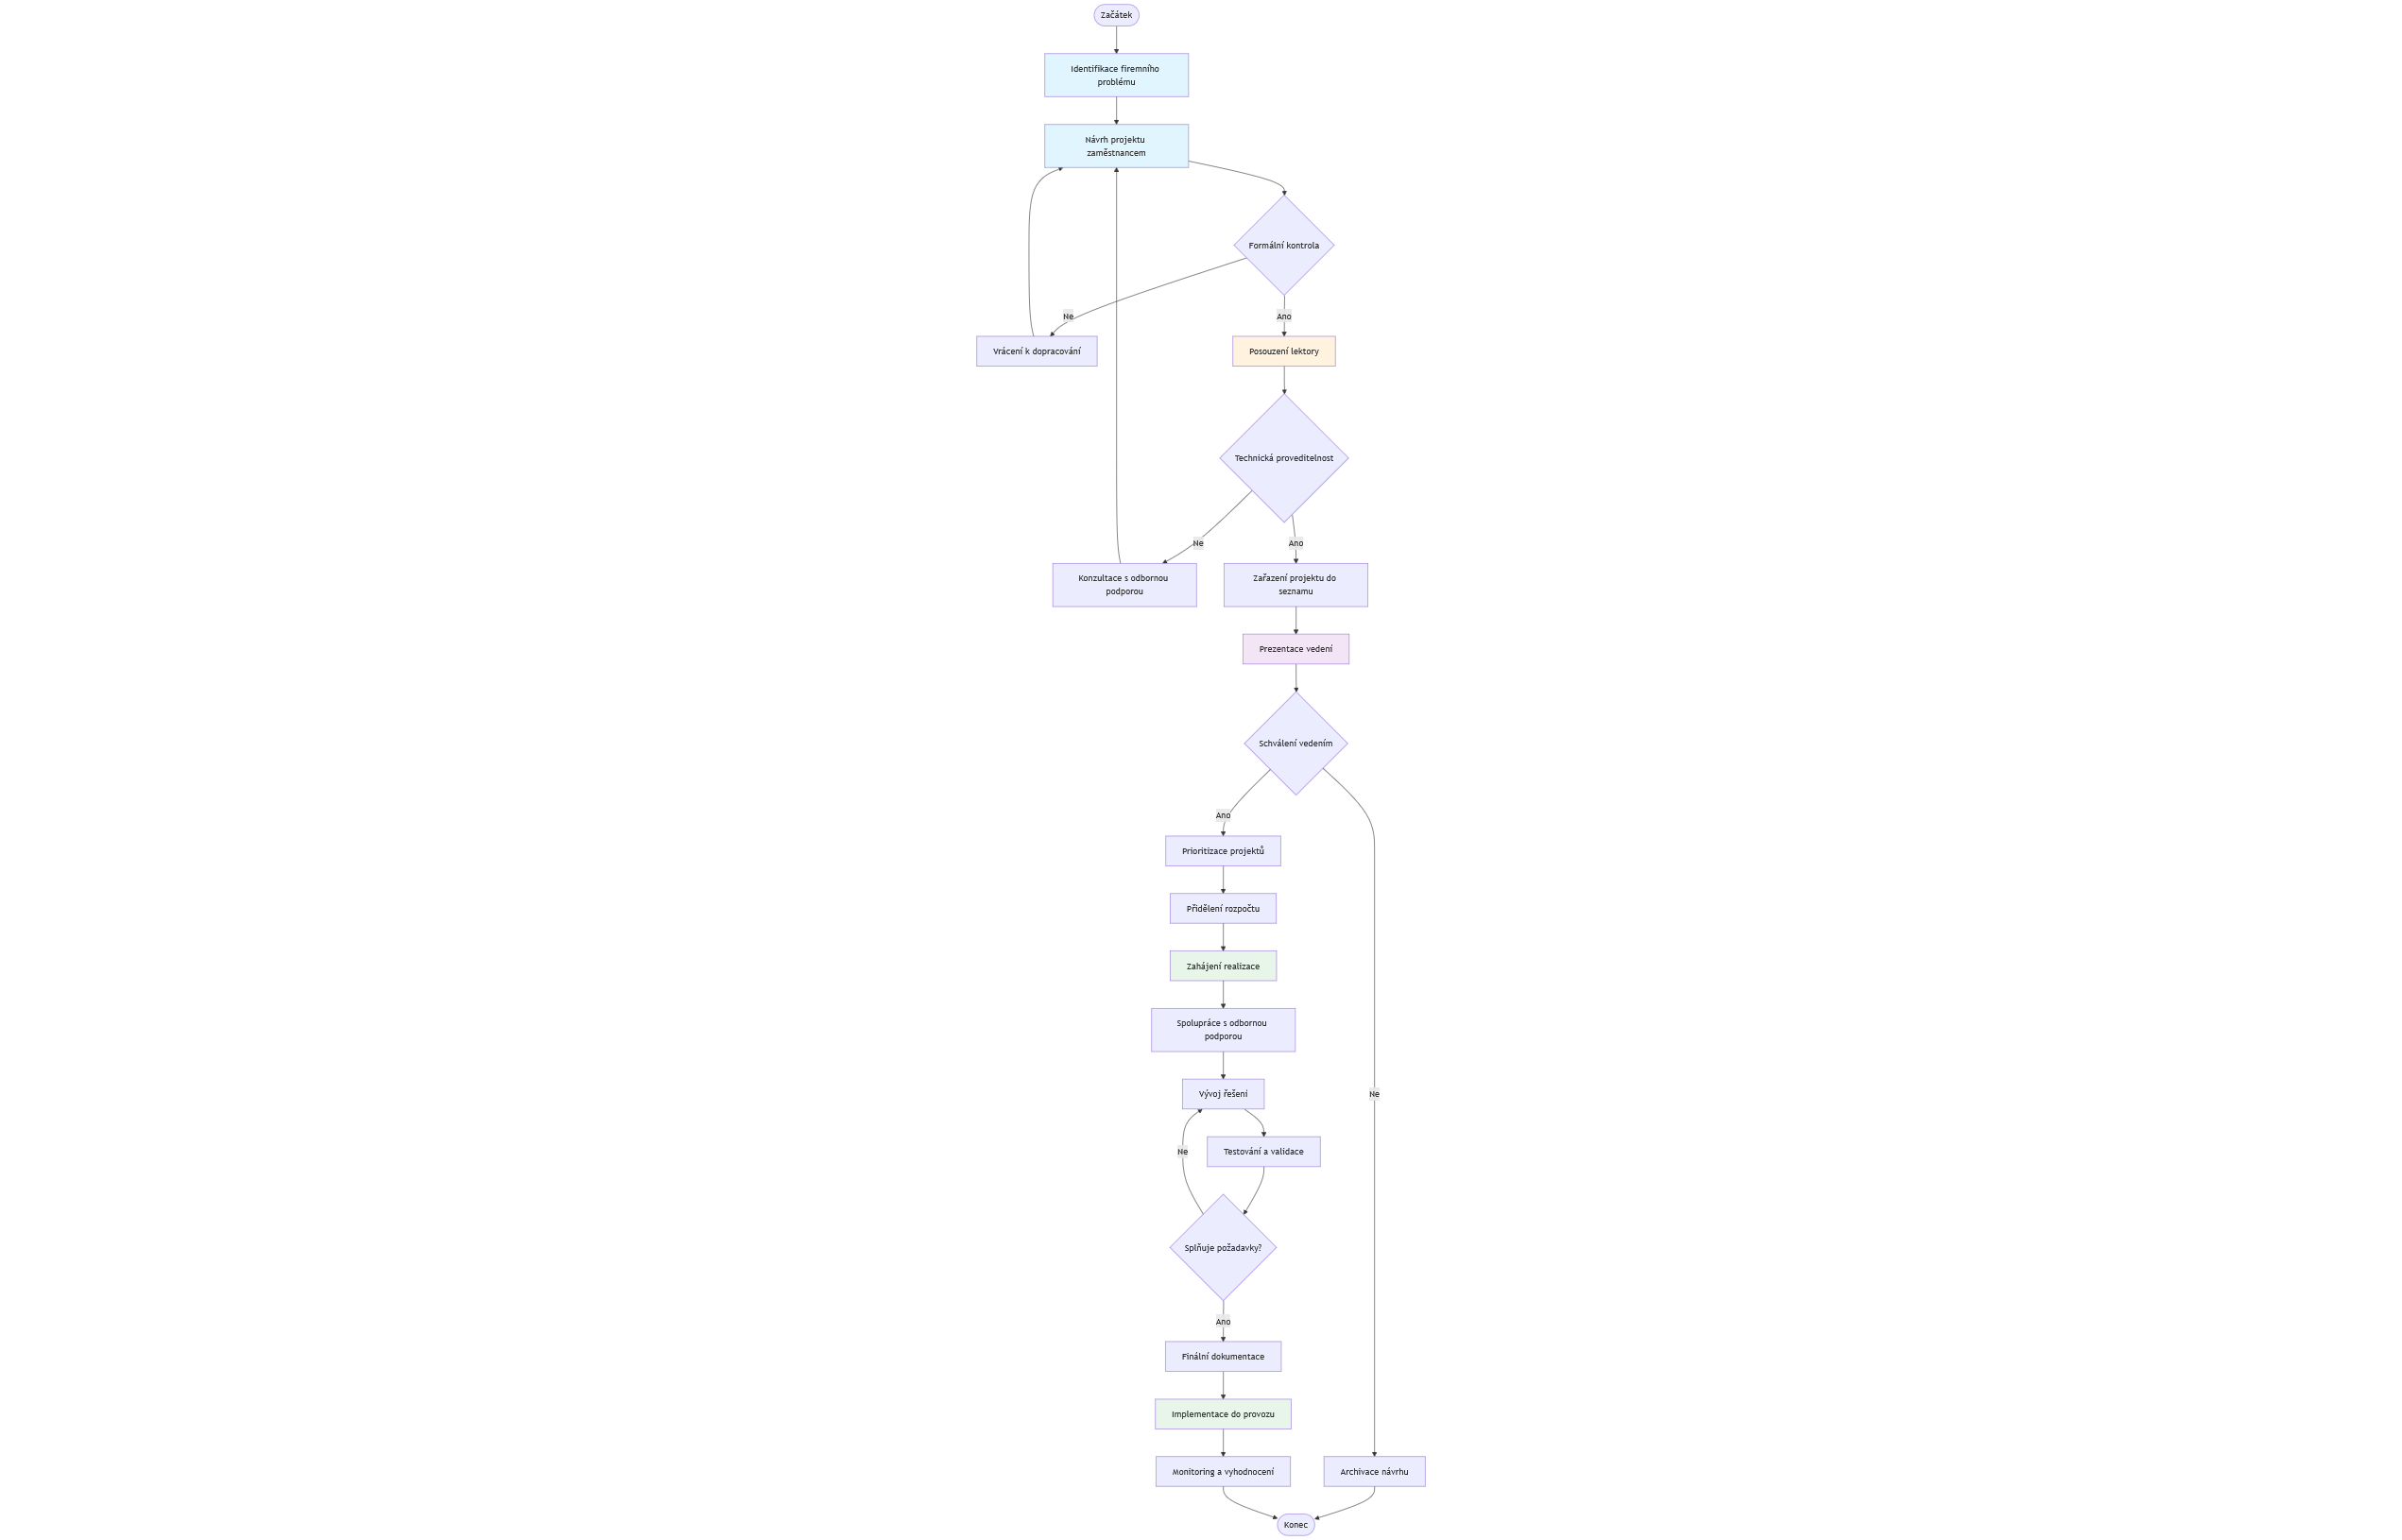 Začátek
Identifikace firemního
problému
Návrh projektu
zaměstnancem
Formální kontrola
Ne
Ano
Vrácení k dopracování
Posouzení lektory
Technická proveditelnost
Ne
Ano
Konzultace s odbornou
podporou
Zařazení projektu do
seznamu
Prezentace vedení
Schválení vedením
Ano
Prioritizace projektů
Přidělení rozpočtu
Zahájení realizace
Spolupráce s odbornou
podporou
Vývoj řešení
Ne
Ne
Testování a validace
Splňuje požadavky?
Ano
Finální dokumentace
Implementace do provozu
Monitoring a vyhodnocení
Archivace návrhu
Konec